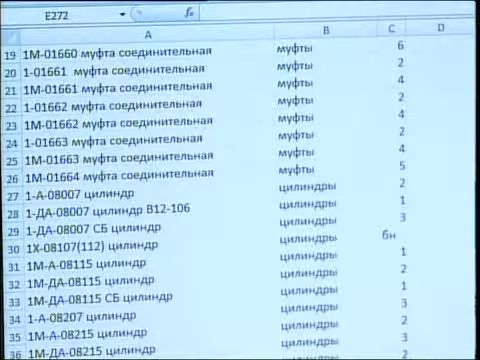 E272 fx
A B C D
19 1М-01660 муфта соединительная муфты 6
20 1-01661 муфта соединительная муфты 2
21 1М-01661 муфта соединительная муфты 4
22 1-01662 муфта соединительная муфты 2
23 1М-01662 муфта соединительная муфты 4
24 1-01663 муфта соединительная муфты 2
25 1М-01663 муфта соединительная муфты 4
26 1М-01664 муфта соединительная муфты 5
27 1-А-08007 цилиндр цилиндры 2
28 1-ДА-08007 цилиндр В12-106 цилиндры 1
29 1-ДА-08007 СБ цилиндр цилиндры 3
30 1Х-08107(112) цилиндр цилиндры бн
31 1М-А-08115 цилиндр цилиндры 1
32 1М-ДА-08115 цилиндр цилиндры 2
33 1М-ДА-08115 СБ цилиндр цилиндры 1
34 1-А-08207 цилиндр цилиндры 3
35 1М-А-08215 цилиндр цилиндры 2
36 1М-ДА-08215 цилиндр цилиндры 3
цилиндры 2